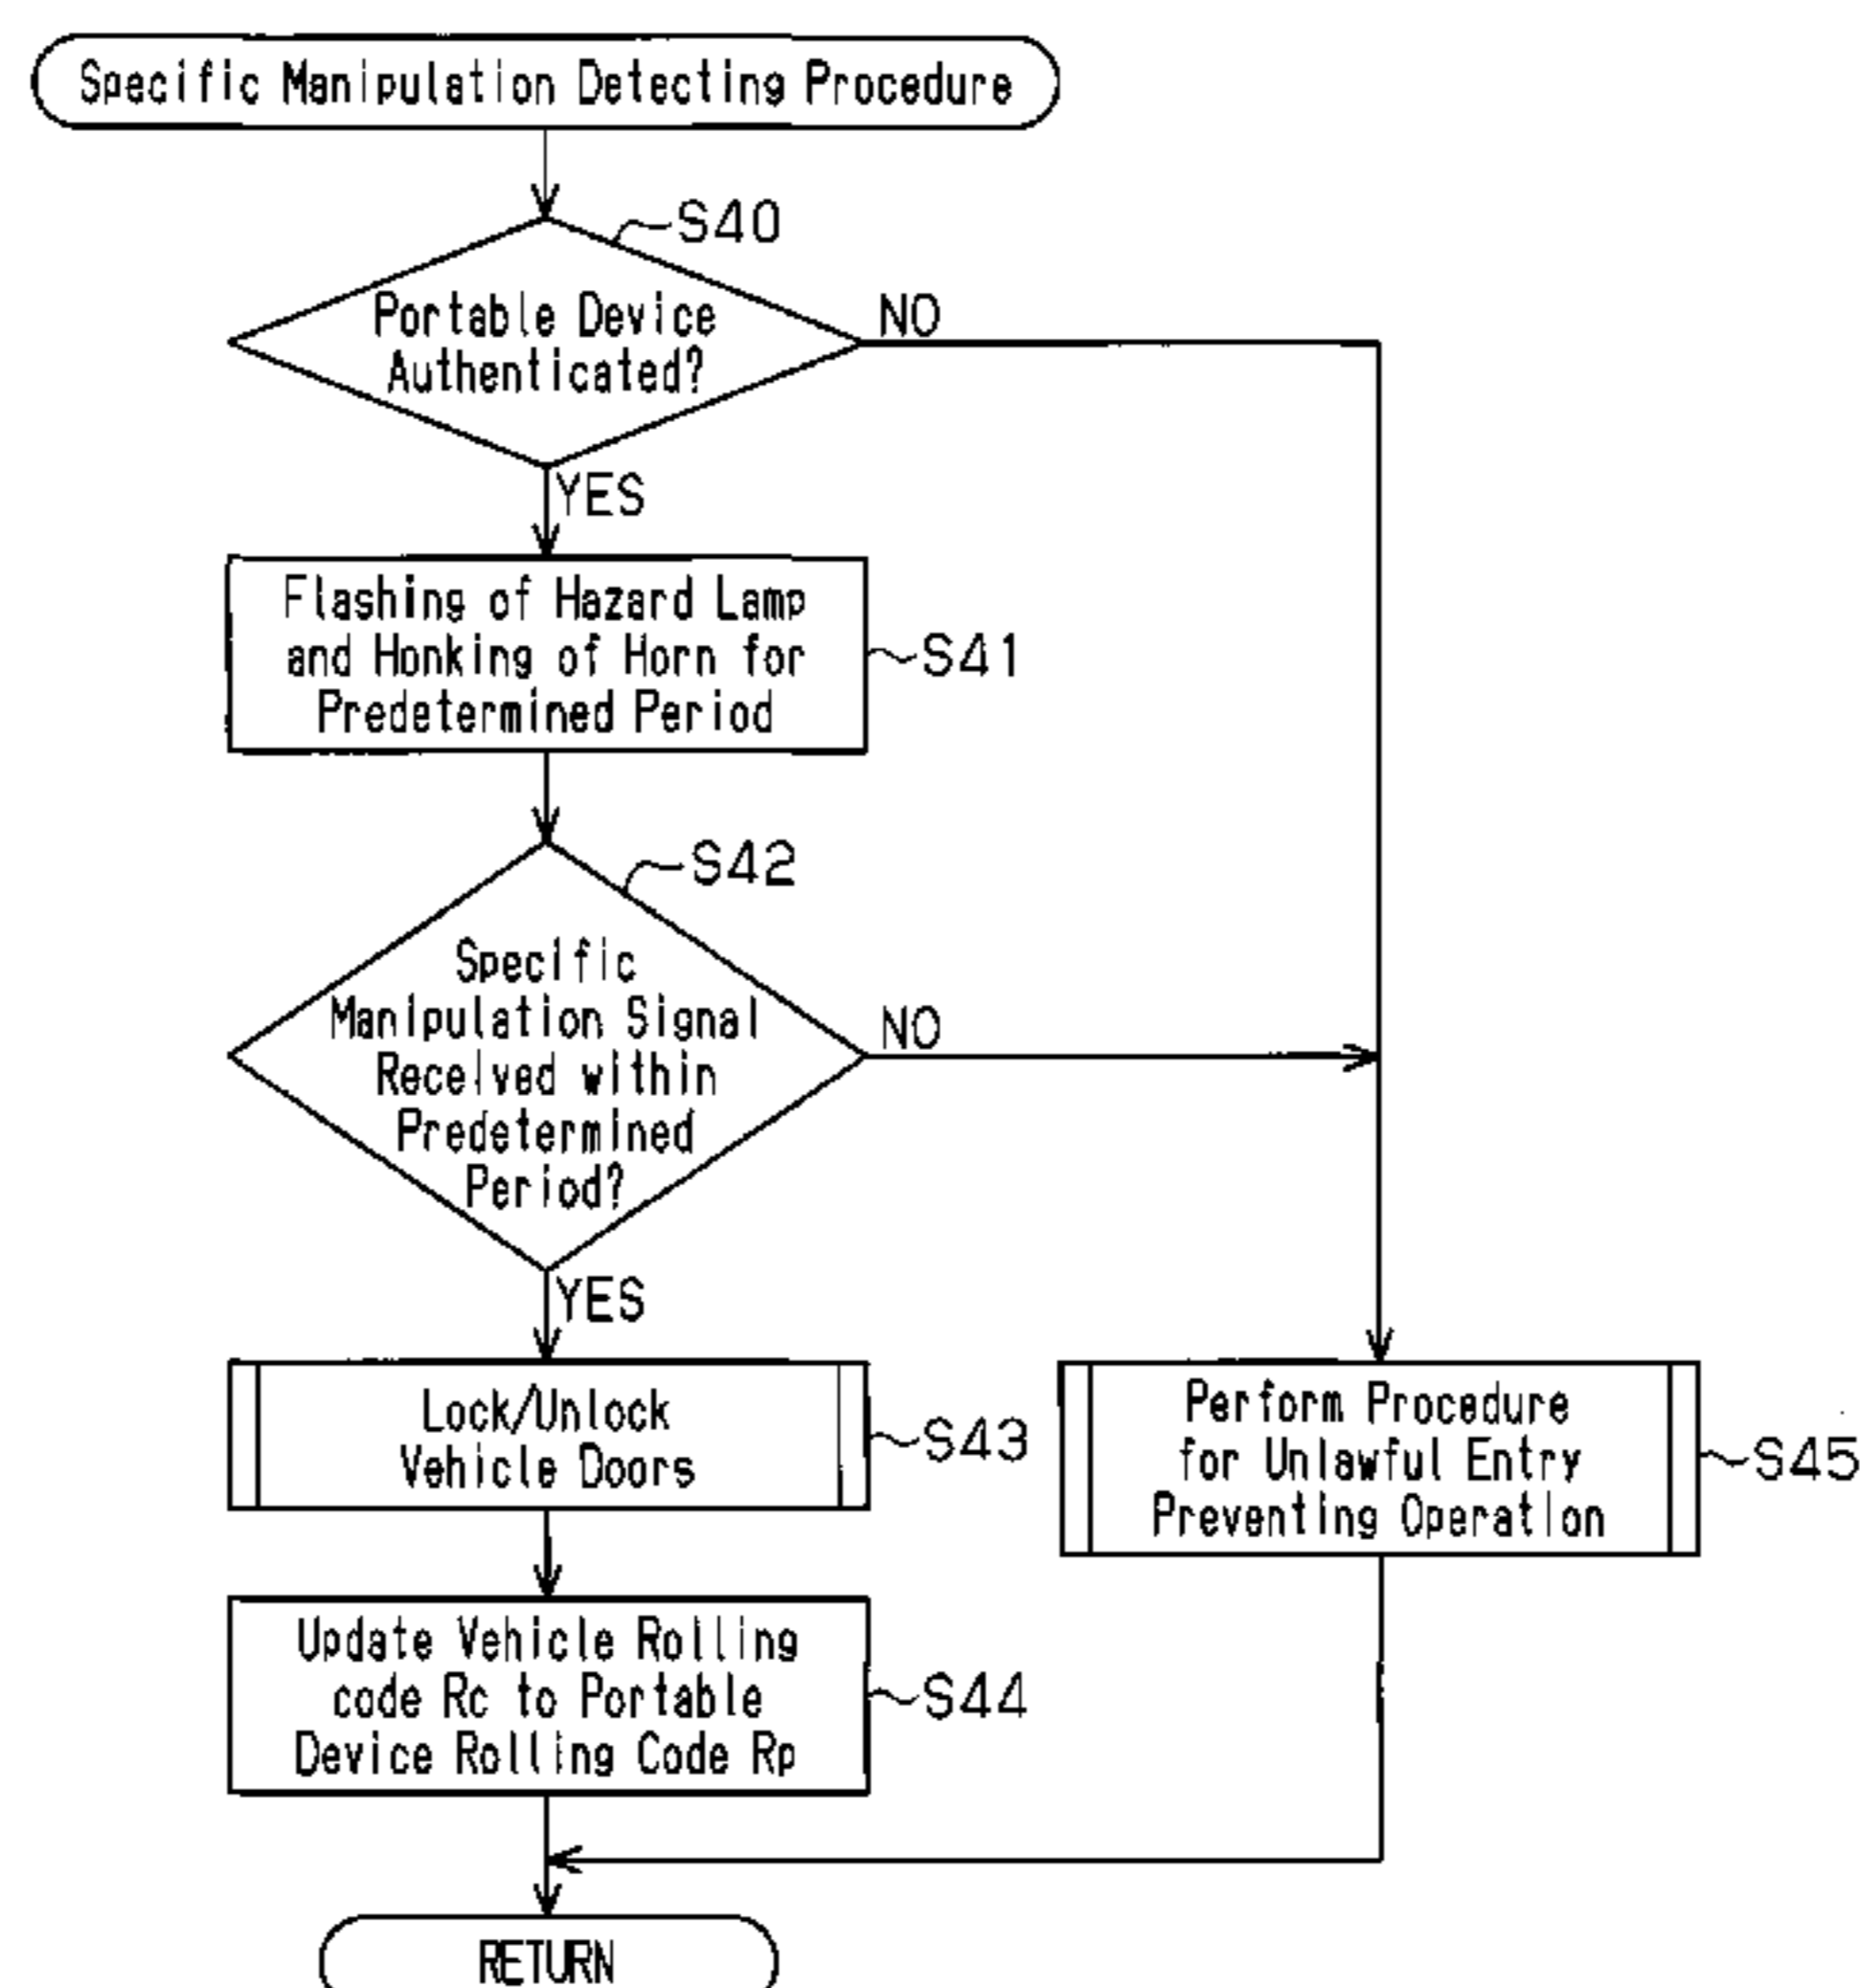 Specific Manipulation Detecting Procedure
S40
Portable Device
Authenticated?
NO
YES
Flashing of Hazard Lamp
and Honking of Horn for
Predetermined Period
S41
S42
Specific
Manipulation Signal
Received within
Predetermined
Period?
NO
YES
Lock/Unlock
Vehicle Doors
S43
Perform Procedure
for Unlawful Entry
Preventing Operation
S45
Update Vehicle Rolling
code Rc to Portable
Device Rolling Code Rp
S44
RETURN